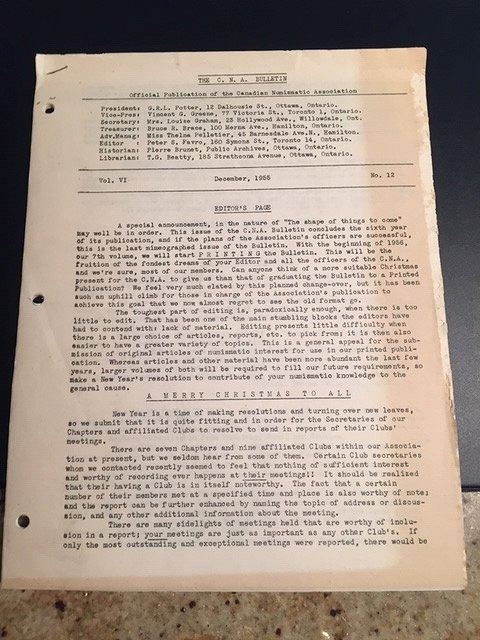 THE C. N. A. BULLETIN
Official Publication of the Canadian Numismatic Association
President: G.R.L. Potter, 12 Dalhousie St., Ottawa, Ontario.
Vice-Pres: Vincent G. Greene, 77 Victoria St., Toronto 1, Ontario.
Secretary: Mrs. Louise Graham, 23 Hollywood Ave., Willowdale, Ont.
Treasurer: Bruce R. Brace, 100 Merna Ave., Hamilton, Ontario.
Adv.Manag: Miss Thelma Pelletier, 45 Barnesdale Ave.N., Hamilton.
Editor : Peter S. Favro, 160 Symons St., Toronto 14, Ontario.
Historian: Pierre Brunet, Public Archives, Ottawa, Ontario.
Librarian: T.G. Beatty, 185 Strathcona Avenue, Ottawa, Ontario.
Vol. VI December, 1955 No. 12
EDITOR'S PAGE
A special announcement, in the nature of "The shape of things to come"
may well be in order. This issue of the C.N.A. Bulletin concludes the sixth year
of its publication, and if the plans of the Association's officers are successful,
this is the last mimeographed issue of the Bulletin. With the beginning of 1956,
our 7th volume, we will start P R I N T I N G the Bulletin. This will be the
fruition of the fondest dreams of your Editor and all the officers of the C.N.A.,
and we're sure, most of our members. Can anyone think of a more suitable Christmas
present for the C.N.A. to give us than that of graduating the Bulletin to a Printed
Publication? We feel very much elated by this planned change-over, but it has been
such an uphill climb for those in charge of the Association's publication to
achieve this goal that we now almost regret to see the old format go.
The toughest part of editing is, paradoxically enough, when there is too
little to edit. That has been one of the main stumbling blocks the editors have
had to contend with: lack of material. Editing presents little difficulty when
there is a large choice of articles, reports, etc. to pick from; it is then also
easier to have a greater variety of topics. This is a general appeal for the sub-
mission of original articles of numismatic interest for use in our printed publi-
cation. Whereas articles and other material have been more abundant the last few
years, larger volumes of both will be required to fill our future requirements, so
make a New Year's resolution to contribute of your numismatic knowledge to the
general cause.
A MERRY CHRISTMAS TO ALL
New Year is a time of making resolutions and turning over new leaves,
so we submit that it is quite fitting and in order for the Secretaries of our
Chapters and affiliated Clubs to resolve to send in reports of their Clubs'
meetings.
There are seven Chapters and nine affiliated Clubs within our Associa-
tion at present, but we seldom hear from some of them. Certain Club secretaries
whom we contacted recently seemed to feel that nothing of sufficient interest
and worthy of recording ever happens at their meetings!! It should be realized
that their having a Club is in itself noteworthy. The fact that a certain
number of their members met at a specified time and place is also worthy of note;
and the report can be further enhanced by naming the topic of address or discus-
sion, and any other additional information about the meeting.
There are many sidelights of meetings held that are worthy of inclu-
sion in a report; your meetings are just as important as any other Club's. If
only the most outstanding and exceptional meetings were reported, there would be